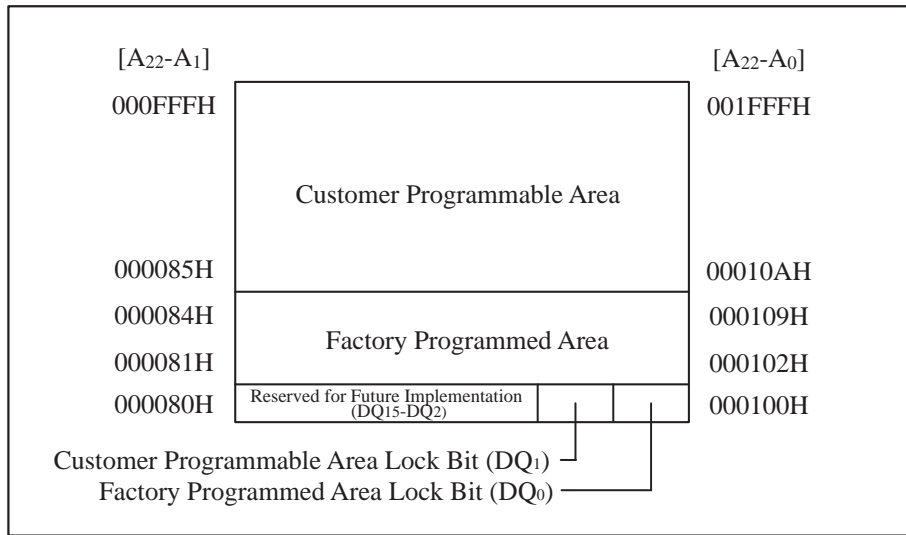 [A22-A1] [A22-A0]
000FFFH 001FFFH
Customer Programmable Area
000085H 00010AH
000084H 000109H
Factory Programmed Area
000081H 000102H
000080H Reserved for Future Implementation 000100H
(DQ15-DQ2)
Customer Programmable Area Lock Bit (DQ1)
Factory Programmed Area Lock Bit (DQ0)